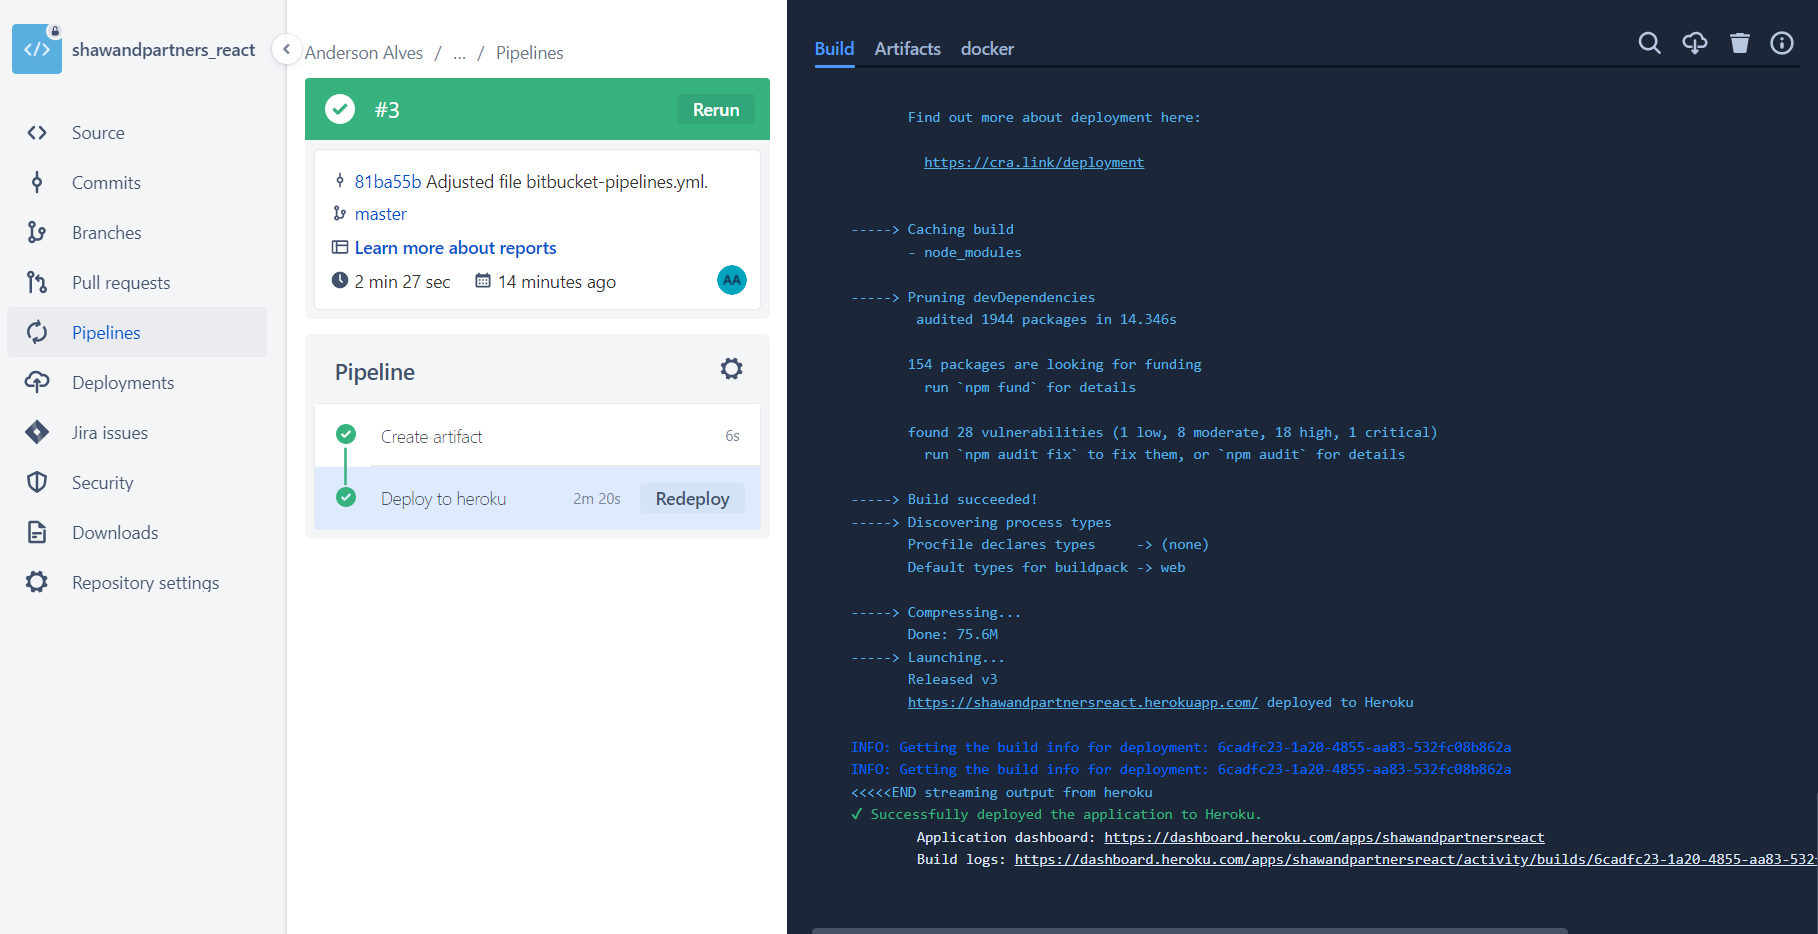 shawandpartners_react
Source
Commits
Branches
Pull requests
Pipelines
Deployments
Jira issues
Security
Downloads
Repository settings
Anderson Alves / ... / Pipelines
#3 Rerun
81ba55b Adjusted file bitbucket-pipelines.yml.
master
Learn more about reports
2 min 27 sec 14 minutes ago AA
Pipeline
Create artifact 6s
Deploy to heroku 2m 20s Redeploy
Build Artifacts docker
Find out more about deployment here:
https://cra.link/deployment
-----> Caching build
- node_modules
-----> Pruning devDependencies
audited 1944 packages in 14.346s
154 packages are looking for funding
run `npm fund` for details
found 28 vulnerabilities (1 low, 8 moderate, 18 high, 1 critical)
run `npm audit fix` to fix them, or `npm audit` for details
-----> Build succeeded!
-----> Discovering process types
Procfile declares types -> (none)
Default types for buildpack -> web
-----> Compressing...
Done: 75.6M
-----> Launching...
Released v3
https://shawandpartnersreact.herokuapp.com/ deployed to Heroku
INFO: Getting the build info for deployment: 6cadfc23-1a20-4855-aa83-532fc08b862a
INFO: Getting the build info for deployment: 6cadfc23-1a20-4855-aa83-532fc08b862a
<<<<<END streaming output from heroku
✔ Successfully deployed the application to Heroku.
Application dashboard: https://dashboard.heroku.com/apps/shawandpartnersreact
Build logs: https://dashboard.heroku.com/apps/shawandpartnersreact/activity/builds/6cadfc23-1a20-4855-aa83-532